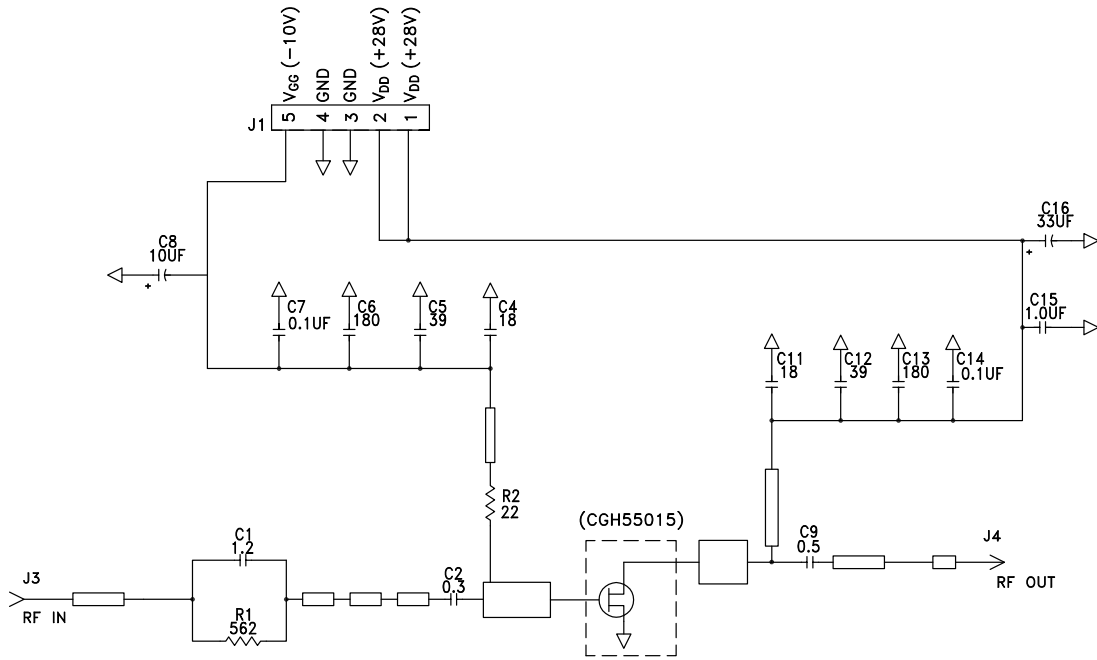 VGG (-10V)
GND
GND
VDD (+28V)
VDD (+28V)
J1
5
4
3
2
1
C8
10UF
+
C16
33UF
+
C7
0.1UF
C6
180
C5
39
C4
18
C15
1.0UF
C11
18
C12
39
C13
180
C14
0.1UF
R2
22
(CGH55015)
C9
0.5
J4
RF OUT
J3
RF IN
C1
1.2
R1
562
C2
0.3